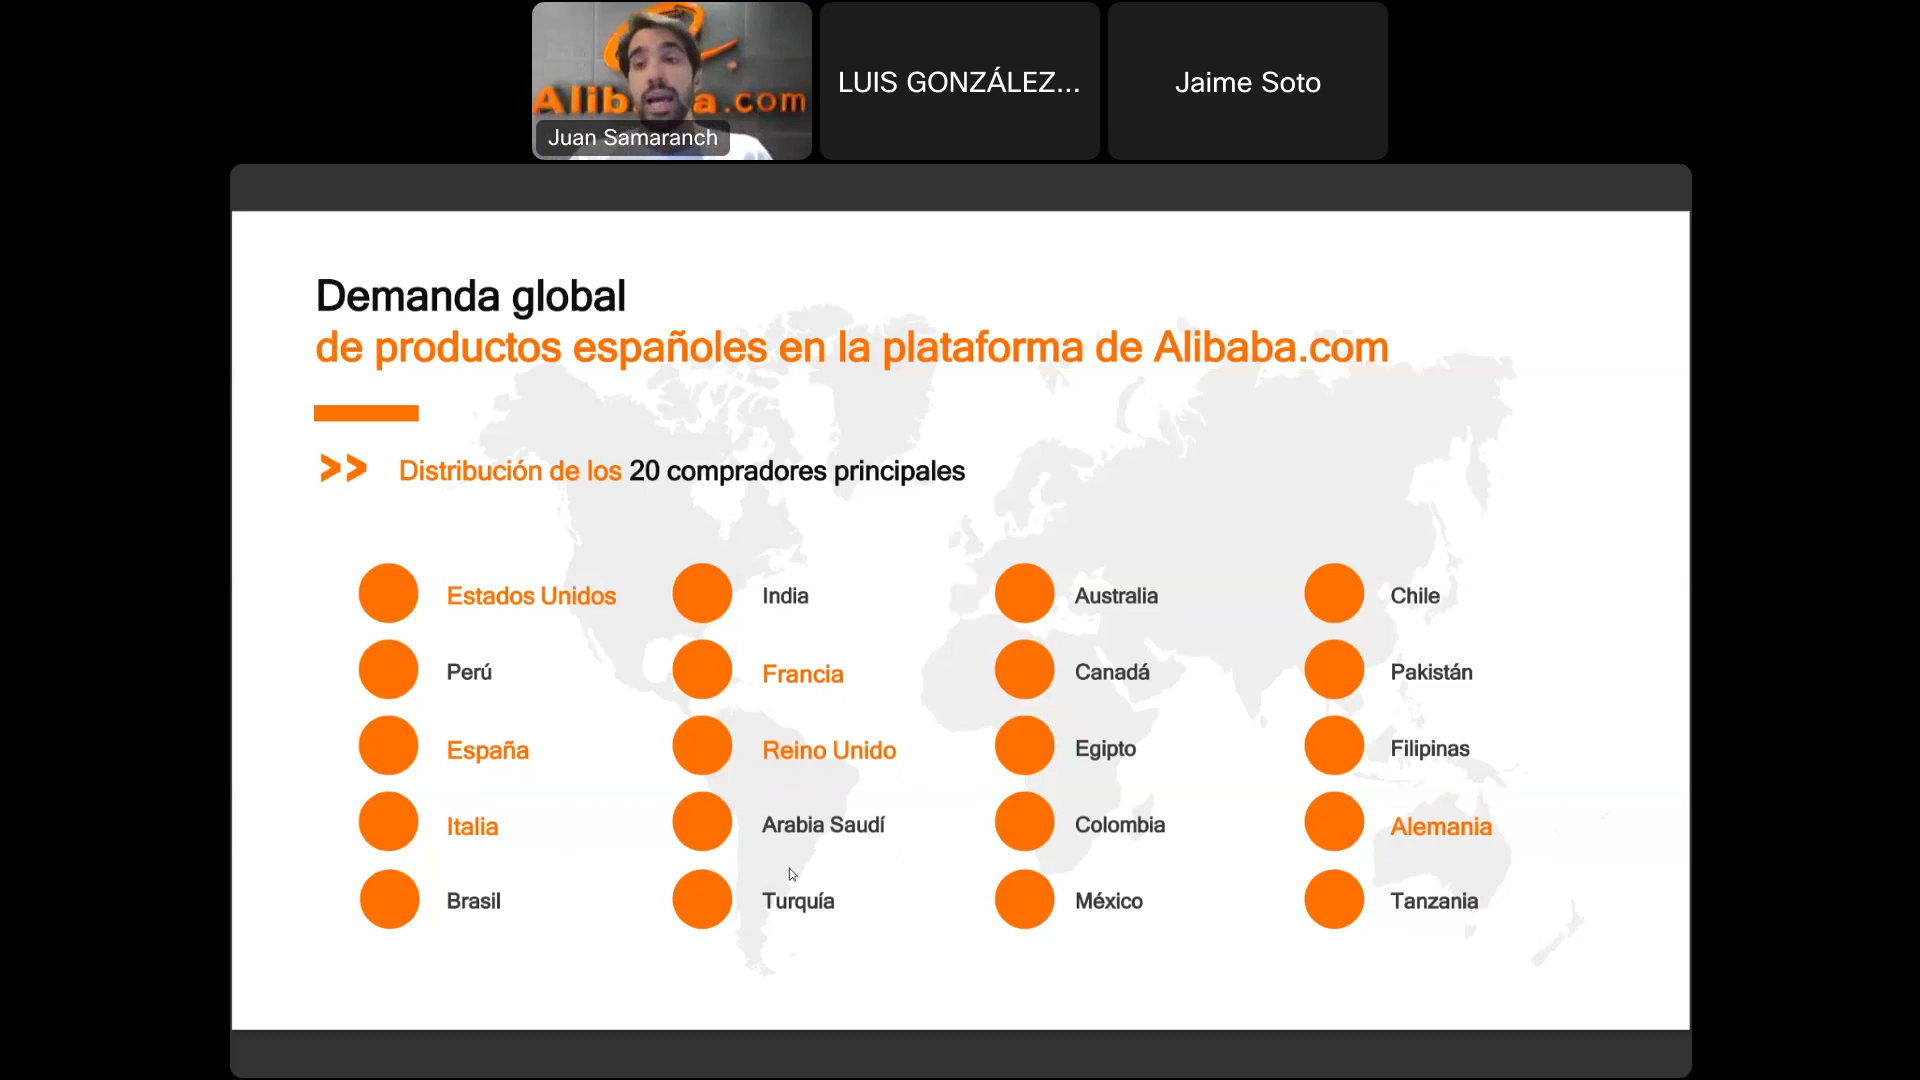 Alibaba.com
Juan Samaranch
LUIS GONZÁLEZ...
Jaime Soto
Demanda global
de productos españoles en la plataforma de Alibaba.com
>> Distribución de los 20 compradores principales
Estados Unidos
India
Australia
Chile
Perú
Francia
Canadá
Pakistán
España
Reino Unido
Egipto
Filipinas
Italia
Arabia Saudí
Colombia
Alemania
Brasil
Turquía
México
Tanzania